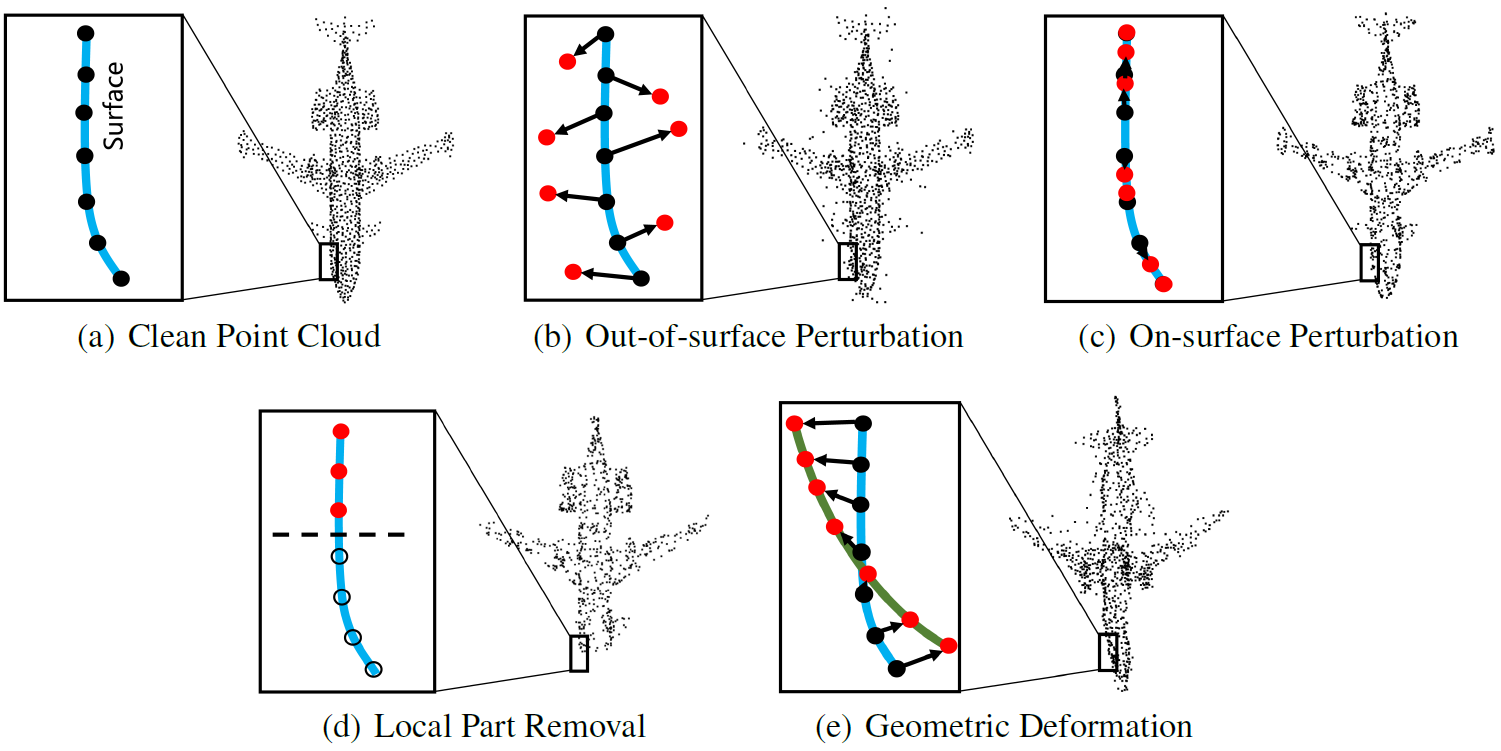 Surface
(a) Clean Point Cloud
(b) Out-of-surface Perturbation
(c) On-surface Perturbation
(d) Local Part Removal
(e) Geometric Deformation